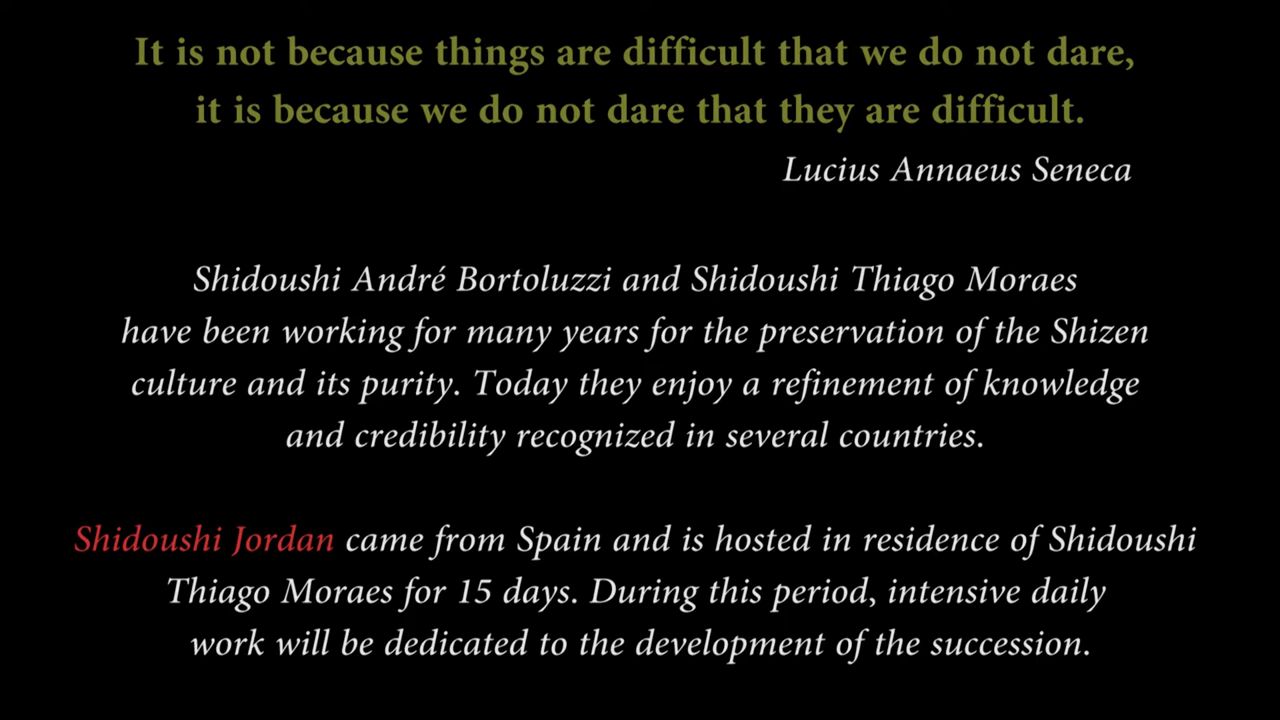 It is not because things are difficult that we do not dare,
it is because we do not dare that they are difficult.
Lucius Annaeus Seneca
Shidoushi André Bortoluzzi and Shidoushi Thiago Moraes
have been working for many years for the preservation of the Shizen
culture and its purity. Today they enjoy a refinement of knowledge
and credibility recognized in several countries.
Shidoushi Jordan came from Spain and is hosted in residence of Shidoushi
Thiago Moraes for 15 days. During this period, intensive daily
work will be dedicated to the development of the succession.